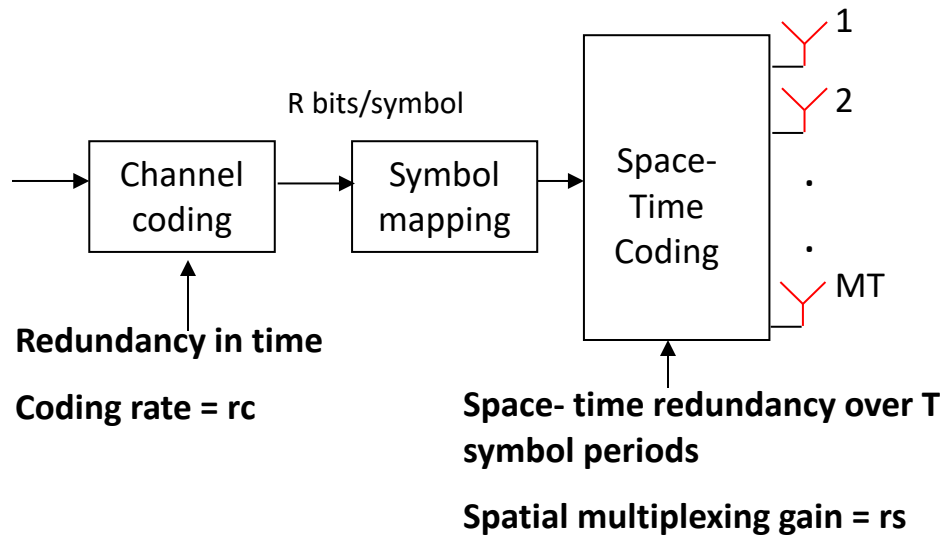 1
R bits/symbol
2
Channel
coding
Symbol
mapping
Space-
Time
Coding
.
.
MT
Redundancy in time
Coding rate = rc
Space- time redundancy over T
symbol periods
Spatial multiplexing gain = rs